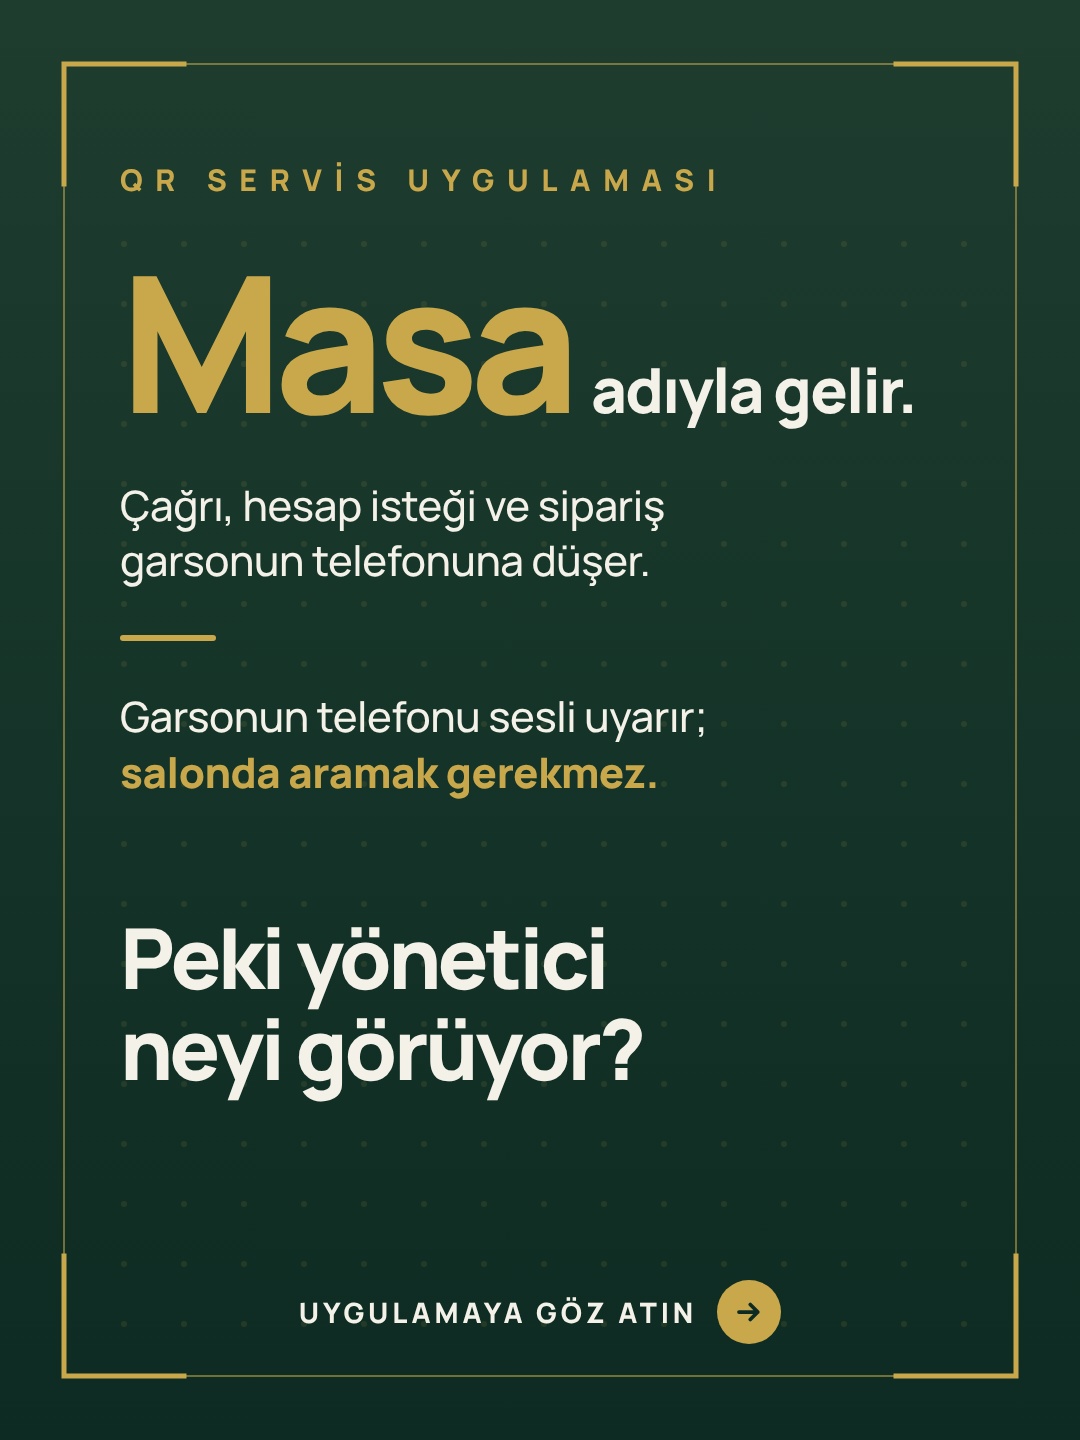 QR SERVİS UYGULAMASI
Masa adıyla gelir.
Çağrı, hesap isteği ve sipariş
garsonun telefonuna düşer.
Garsonun telefonu sesli uyarır;
salonda aramak gerekmez.
Peki yönetici
neyi görüyor?
UYGULAMAYA GÖZ ATIN